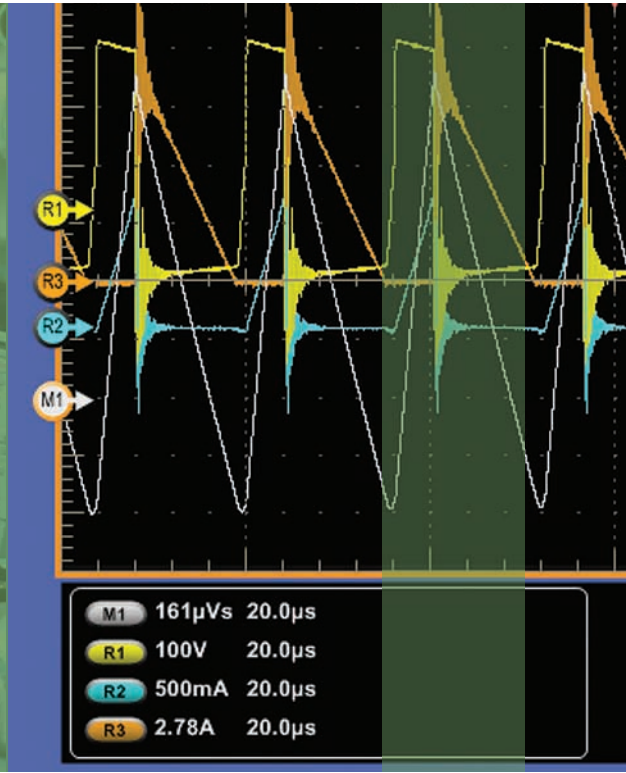 R1
R3
R2
M1
M1 161µVs 20.0µs
R1 100V 20.0µs
R2 500mA 20.0µs
R3 2.78A 20.0µs